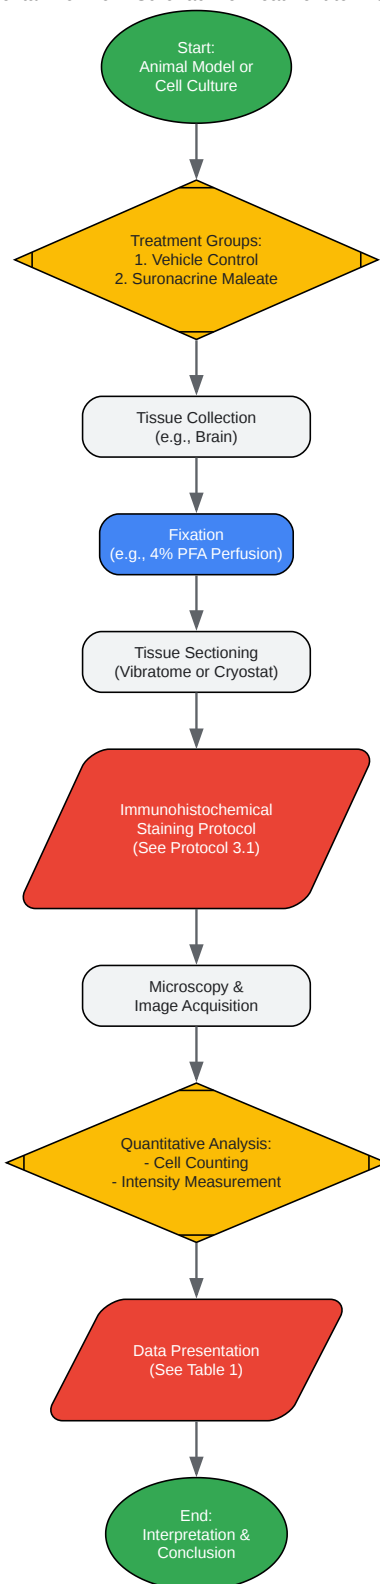 Start:
Animal Model or
Cell Culture
Treatment Groups:
1. Vehicle Control
2. Suronacrine Maleate
Tissue Collection
(e.g., Brain)
Fixation
(e.g., 4% PFA Perfusion)
Tissue Sectioning
(Vibratome or Cryostat)
Immunohistochemical
Staining Protocol
(See Protocol 3.1)
Microscopy &
Image Acquisition
Quantitative Analysis:
- Cell Counting
- Intensity Measurement
Data Presentation
(See Table 1)
End:
Interpretation &
Conclusion